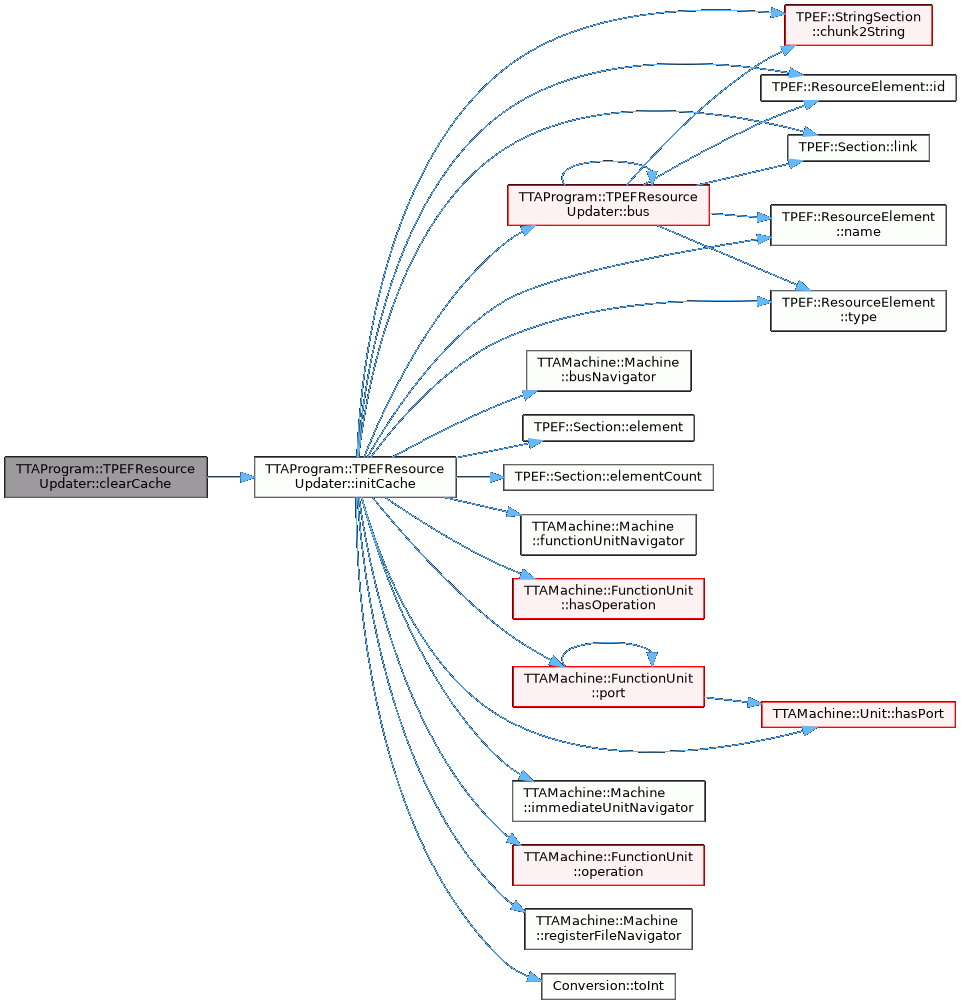 TPEF::StringSection
::chunk2String
TPEF::ResourceElement::id
TPEF::Section::link
TTAProgram::TPEFResource
Updater::bus
TPEF::ResourceElement
::name
TPEF::ResourceElement
::type
TTAMachine::Machine
::busNavigator
TPEF::Section::element
TTAProgram::TPEFResource
Updater::clearCache
TTAProgram::TPEFResource
Updater::initCache
TPEF::Section::elementCount
TTAMachine::Machine
::functionUnitNavigator
TTAMachine::FunctionUnit
::hasOperation
TTAMachine::FunctionUnit
::port
TTAMachine::Unit::hasPort
TTAMachine::Machine
::immediateUnitNavigator
TTAMachine::FunctionUnit
::operation
TTAMachine::Machine
::registerFileNavigator
Conversion::toInt